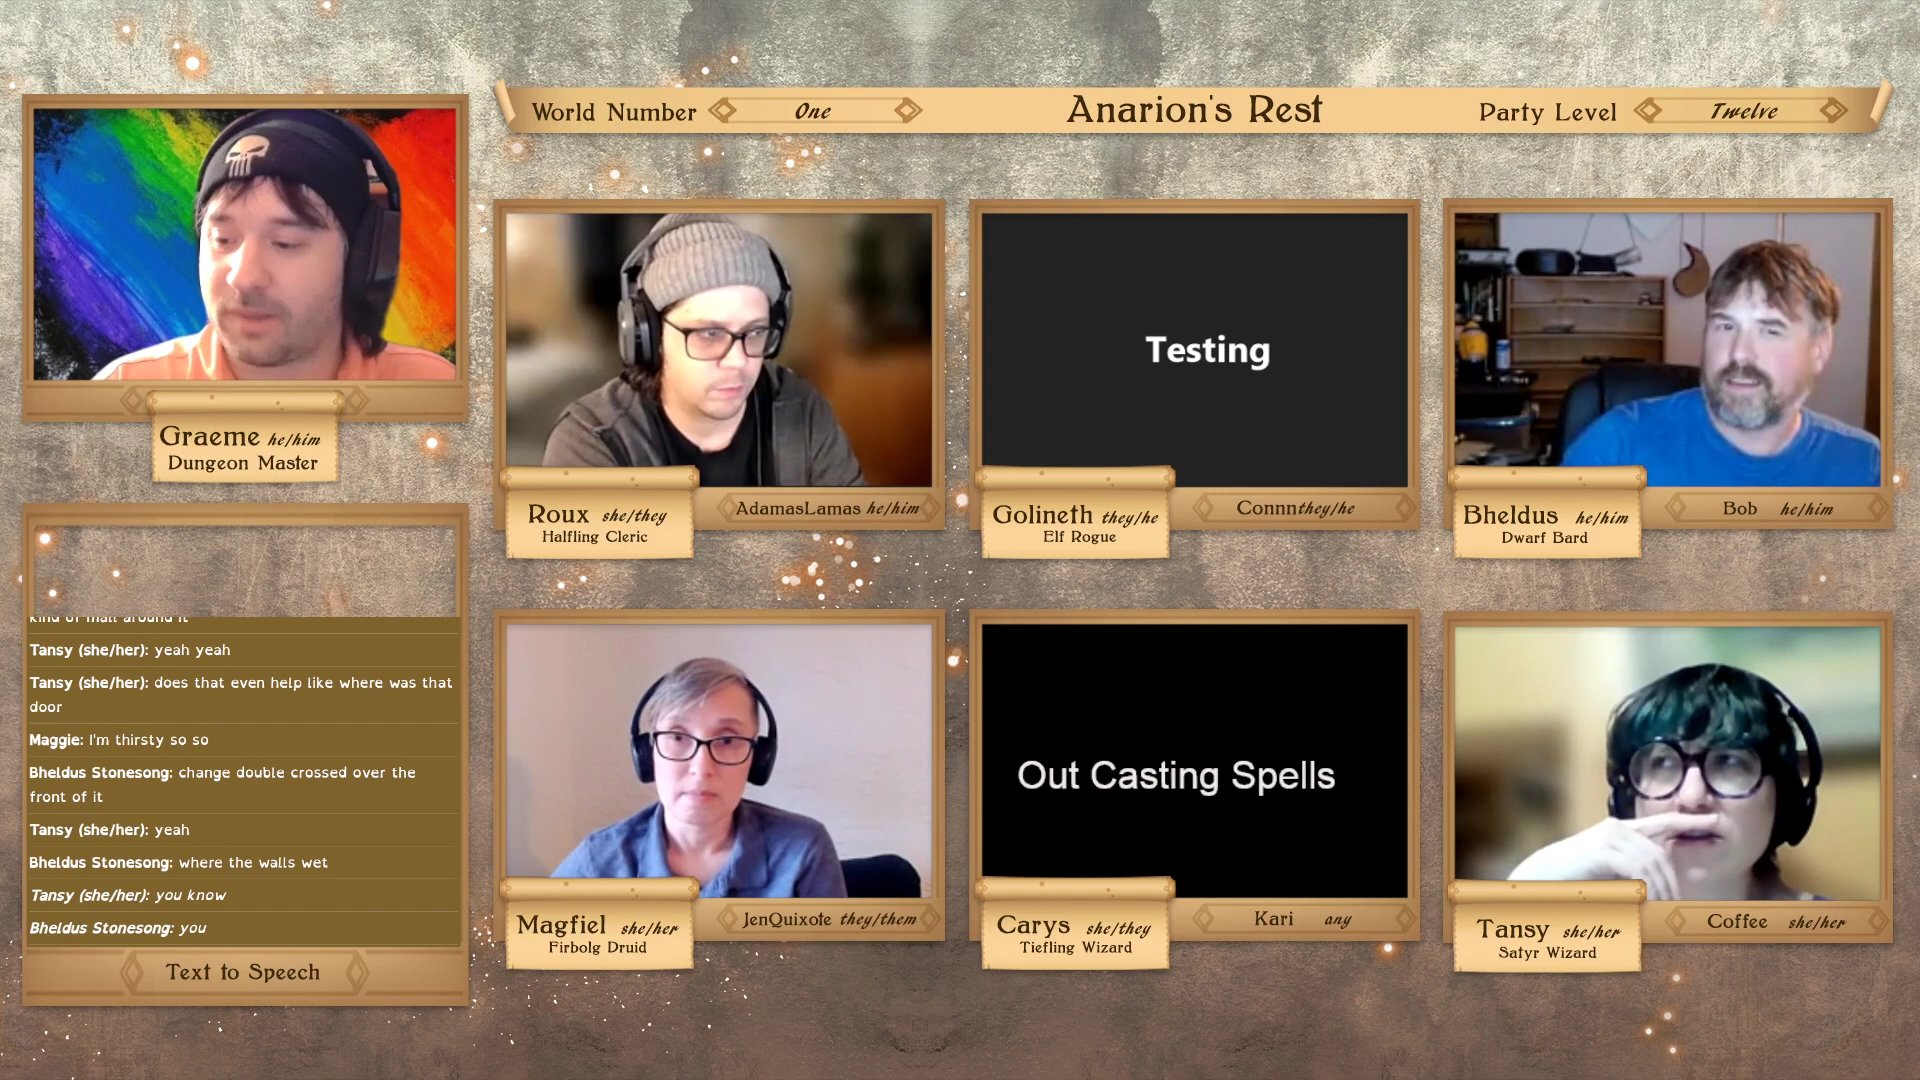 World Number One
Anarion's Rest
Party Level Twelve
Graeme he/him
Dungeon Master
Testing
Roux she/they
Halfling Cleric
AdamasLamas he/him
Golineth they/he
Elf Rogue
Connnthey/he
Bheldus he/him
Dwarf Bard
Bob he/him
kind of mall around it
Tansy (she/her): yeah yeah
Tansy (she/her): does that even help like where was that
door
Maggie: I'm thirsty so so
Bheldus Stonesong: change double crossed over the
front of it
Tansy (she/her): yeah
Bheldus Stonesong: where the walls wet
Tansy (she/her): you know
Bheldus Stonesong: you
Text to Speech
Out Casting Spells
Magfiel she/her
Firbolg Druid
JenQuixote they/them
Carys she/they
Tiefling Wizard
Kari any
Tansy she/her
Satyr Wizard
Coffee she/her